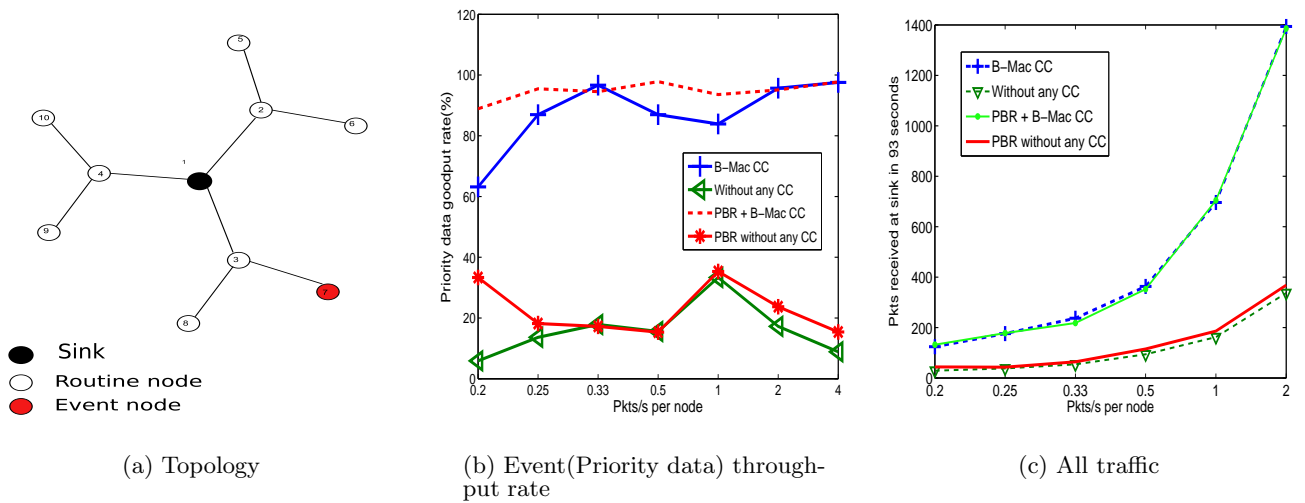 5
2
6
10
1
4
9
3
7
8
Sink
Routine node
Event node
(a) Topology
120
100
80
60
40
20
0
Priority data goodput rate(%)
B-Mac CC
Without any CC
PBR + B-Mac CC
PBR without any CC
0.2 0.25 0.33 0.5 1 2 4
Pkts/s per node
(b) Event(Priority data) through-
put rate
1400
1200
1000
800
600
400
200
0
Pkts received at sink in 93 seconds
B-Mac CC
Without any CC
PBR + B-Mac CC
PBR without any CC
0.2 0.25 0.33 0.5 1 2
Pkts/s per node
(c) All traffic